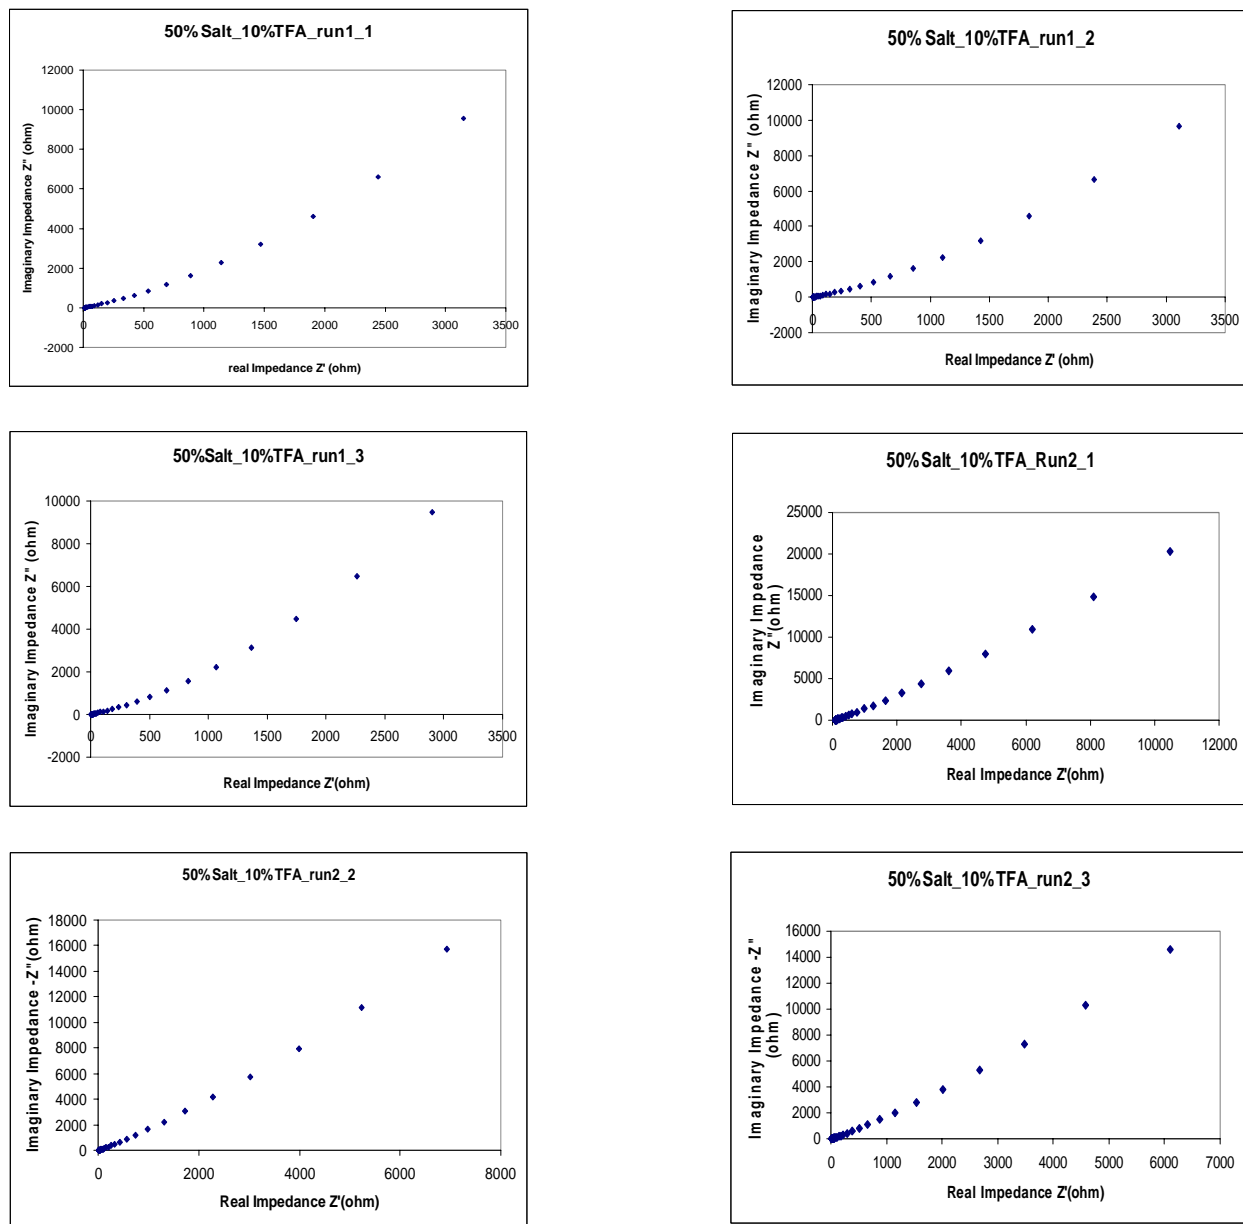 50%Salt_10%TFA_run1_1
12000
10000
8000
6000
4000
2000
0
-2000
0 500 1000 1500 2000 2500 3000 3500
Imaginary Impedance Z" (ohm)
real Impedance Z' (ohm)
50%Salt_10%TFA_run1_2
12000
10000
8000
6000
4000
2000
0
-2000
0 500 1000 1500 2000 2500 3000 3500
Imaginary Impedance Z" (ohm)
Real Impedance Z' (ohm)
50%Salt_10%TFA_run1_3
10000
8000
6000
4000
2000
0
-2000
0 500 1000 1500 2000 2500 3000 3500
Imaginary Impedance Z" (ohm)
Real Impedance Z'(ohm)
50%Salt_10%TFA_Run2_1
25000
20000
15000
10000
5000
0
0 2000 4000 6000 8000 10000 12000
Imaginary Impedance
Z"(ohm)
Real Impedance Z'(ohm)
50%Salt_10%TFA_run2_2
18000
16000
14000
12000
10000
8000
6000
4000
2000
0
0 2000 4000 6000 8000
Imaginary Impedance -Z"(ohm)
Real Impedance Z'(ohm)
50%Salt_10%TFA_run2_3
16000
14000
12000
10000
8000
6000
4000
2000
0
0 1000 2000 3000 4000 5000 6000 7000
Imaginary Impedance -Z"
(ohm)
Real Impedance Z'(ohm)